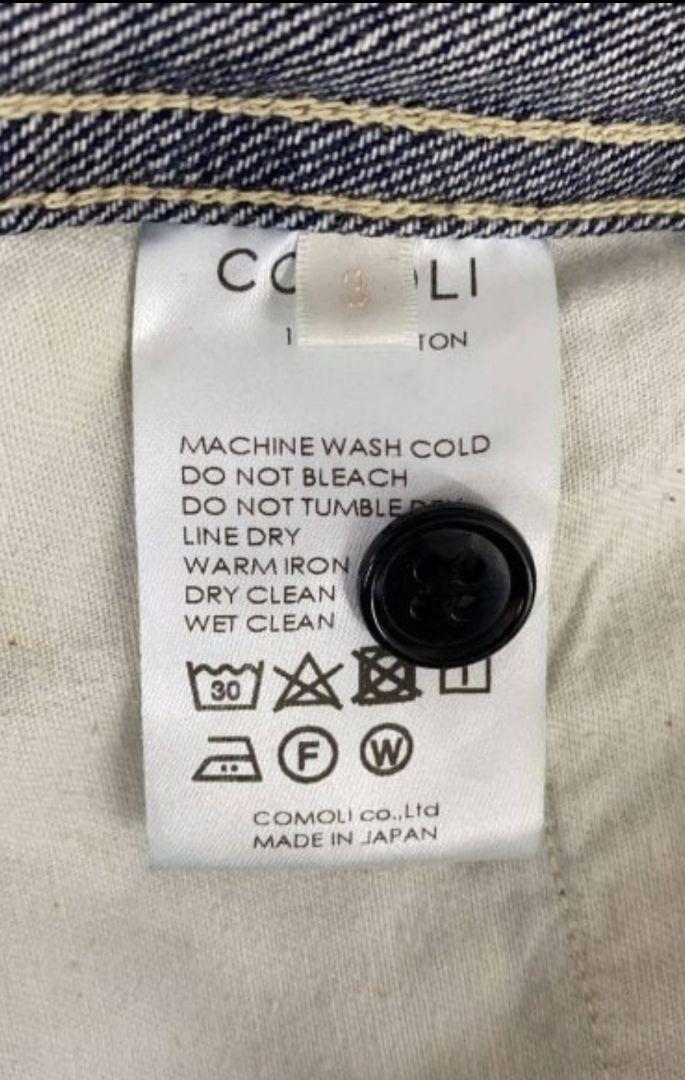 3
MACHINE WASH COLD
DO NOT BLEACH
DO NOT TUMBLE DRY
LINE DRY
WARM IRON
DRY CLEAN
WET CLEAN
30
F
W
COMOLI co.,Ltd
MADE IN JAPAN